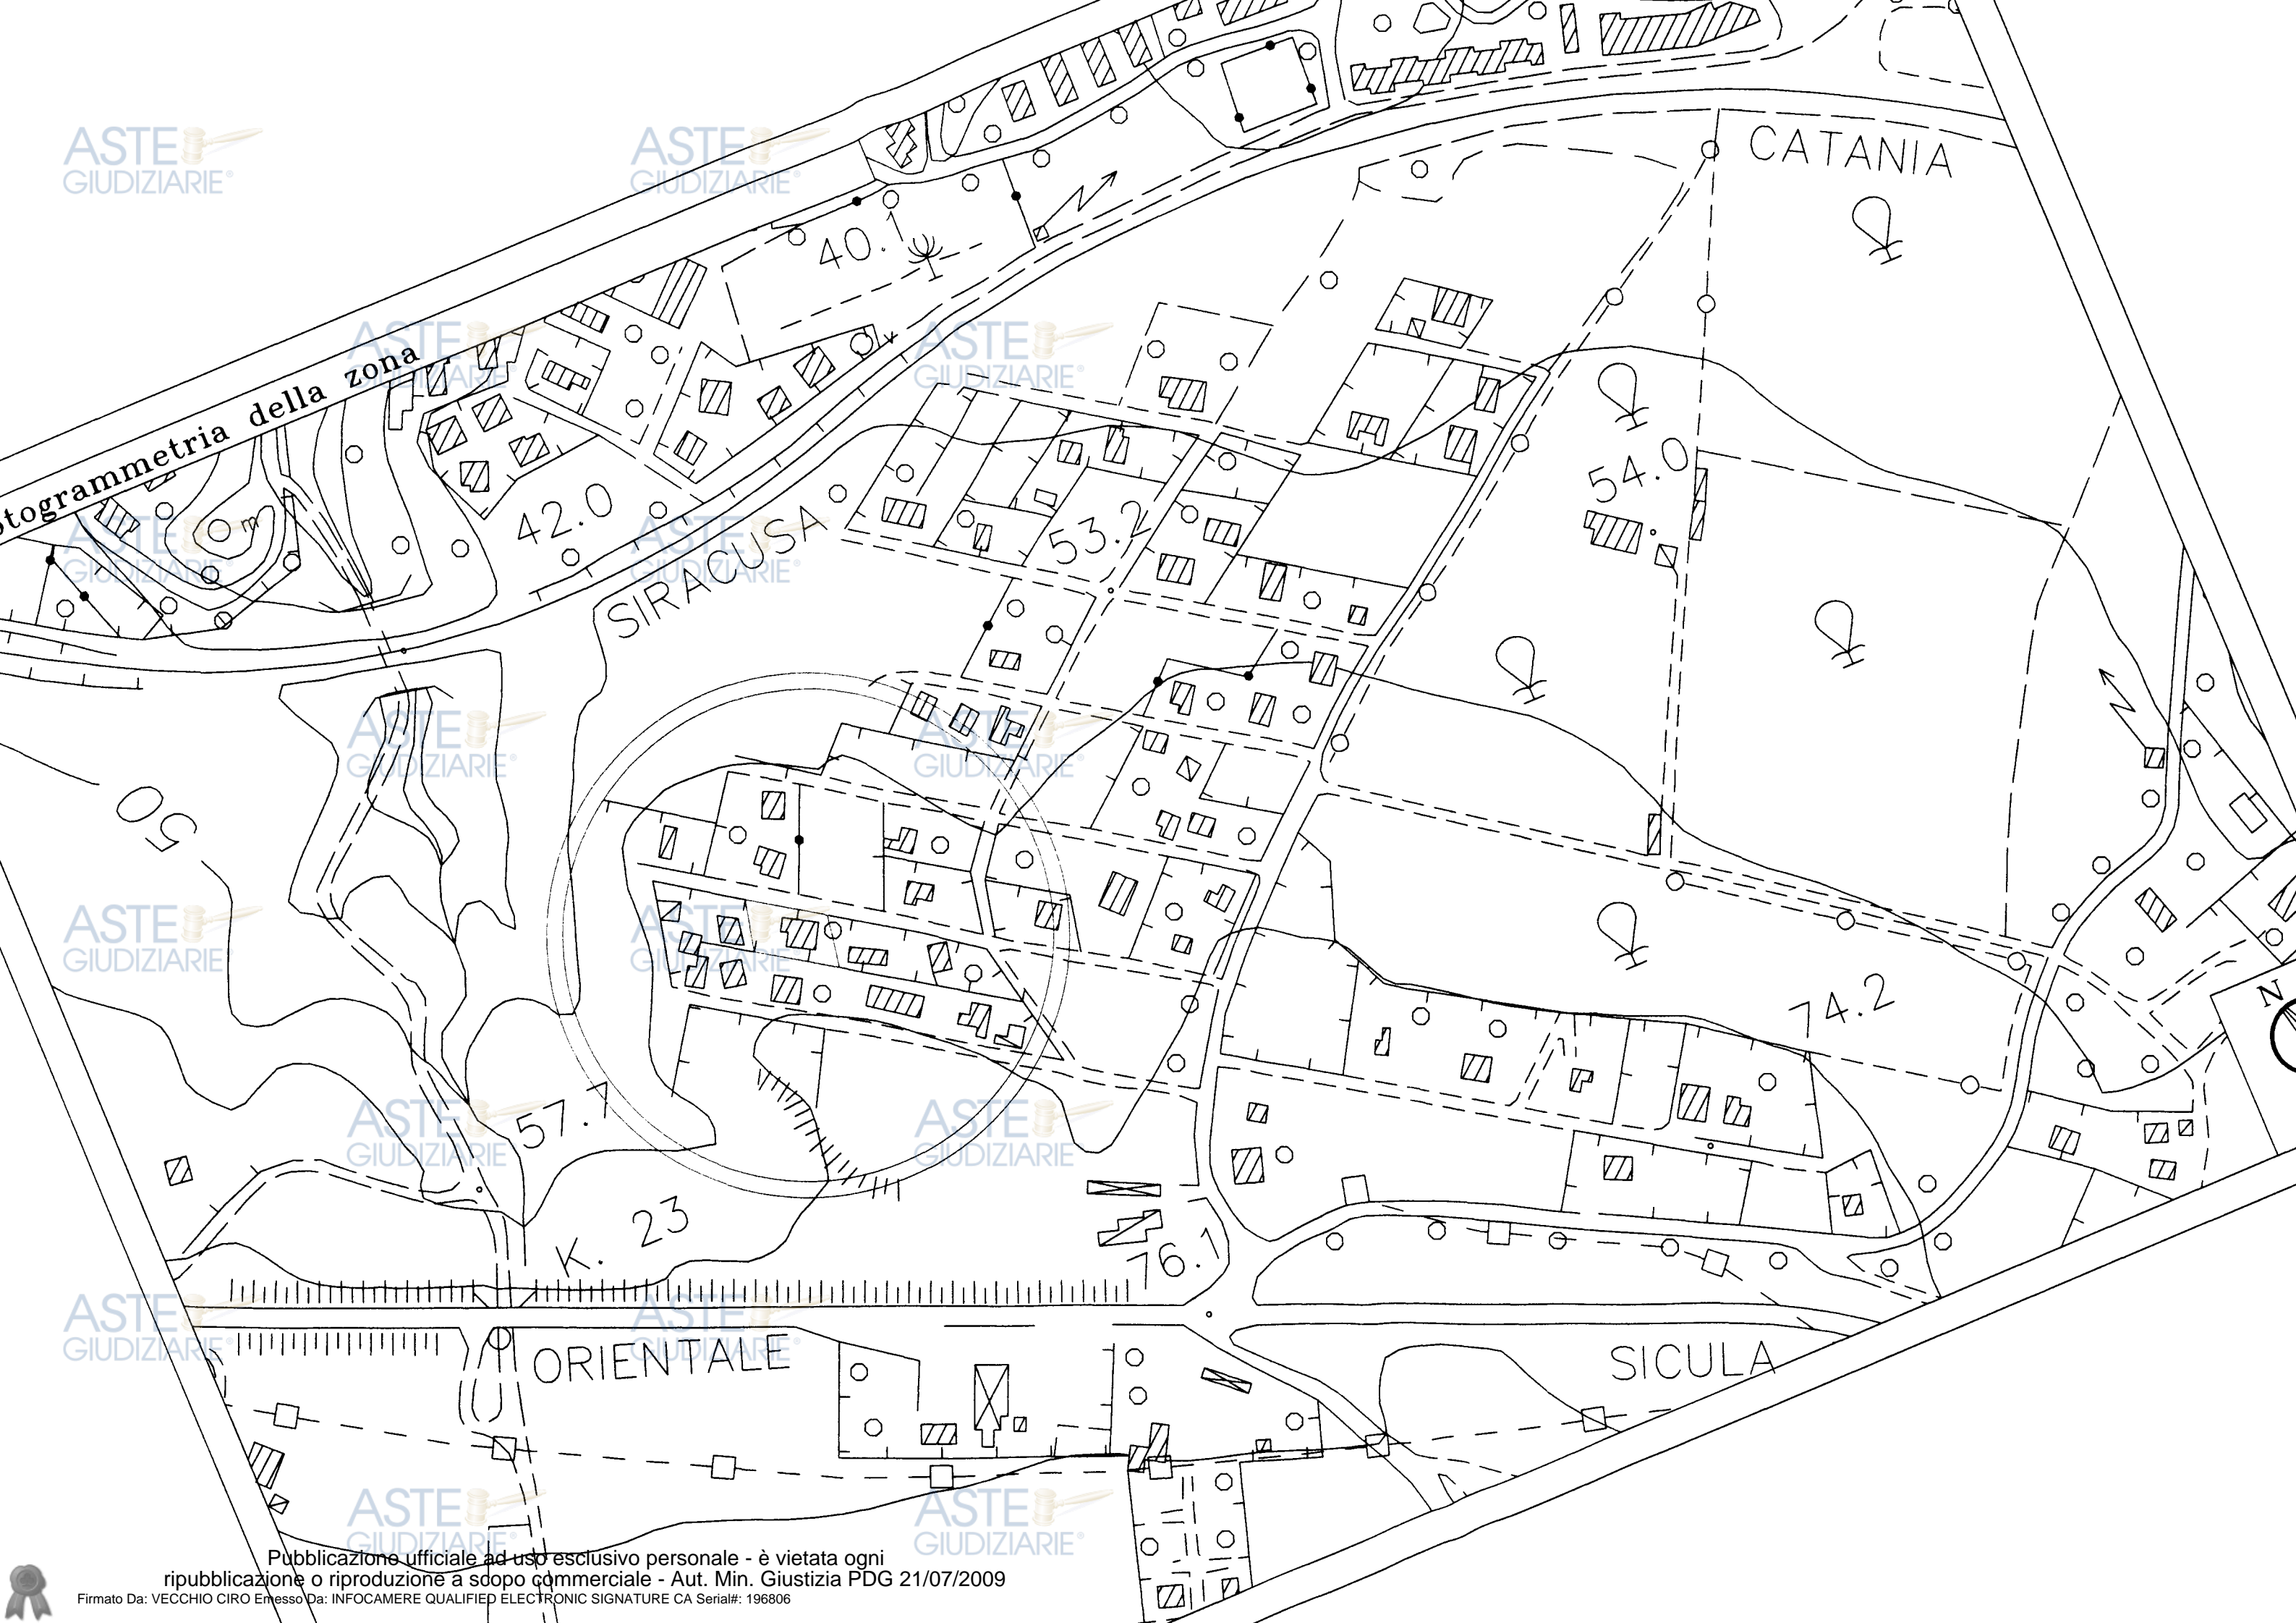 CATANIA
40.1
otogrammetria della zona
54.0
42.0
53.2
SIRACUSA
m
50
74.2
N
57.7
K. 23
76.1
ORIENTALE
SICULA
ASTE
GIUDIZIARIE®
Pubblicazione ufficiale ad uso esclusivo personale - è vietata ogni
ripubblicazione o riproduzione a scopo commerciale - Aut. Min. Giustizia PDG 21/07/2009
Firmato Da: VECCHIO CIRO Emesso Da: INFOCAMERE QUALIFIED ELECTRONIC SIGNATURE CA Serial#: 196806